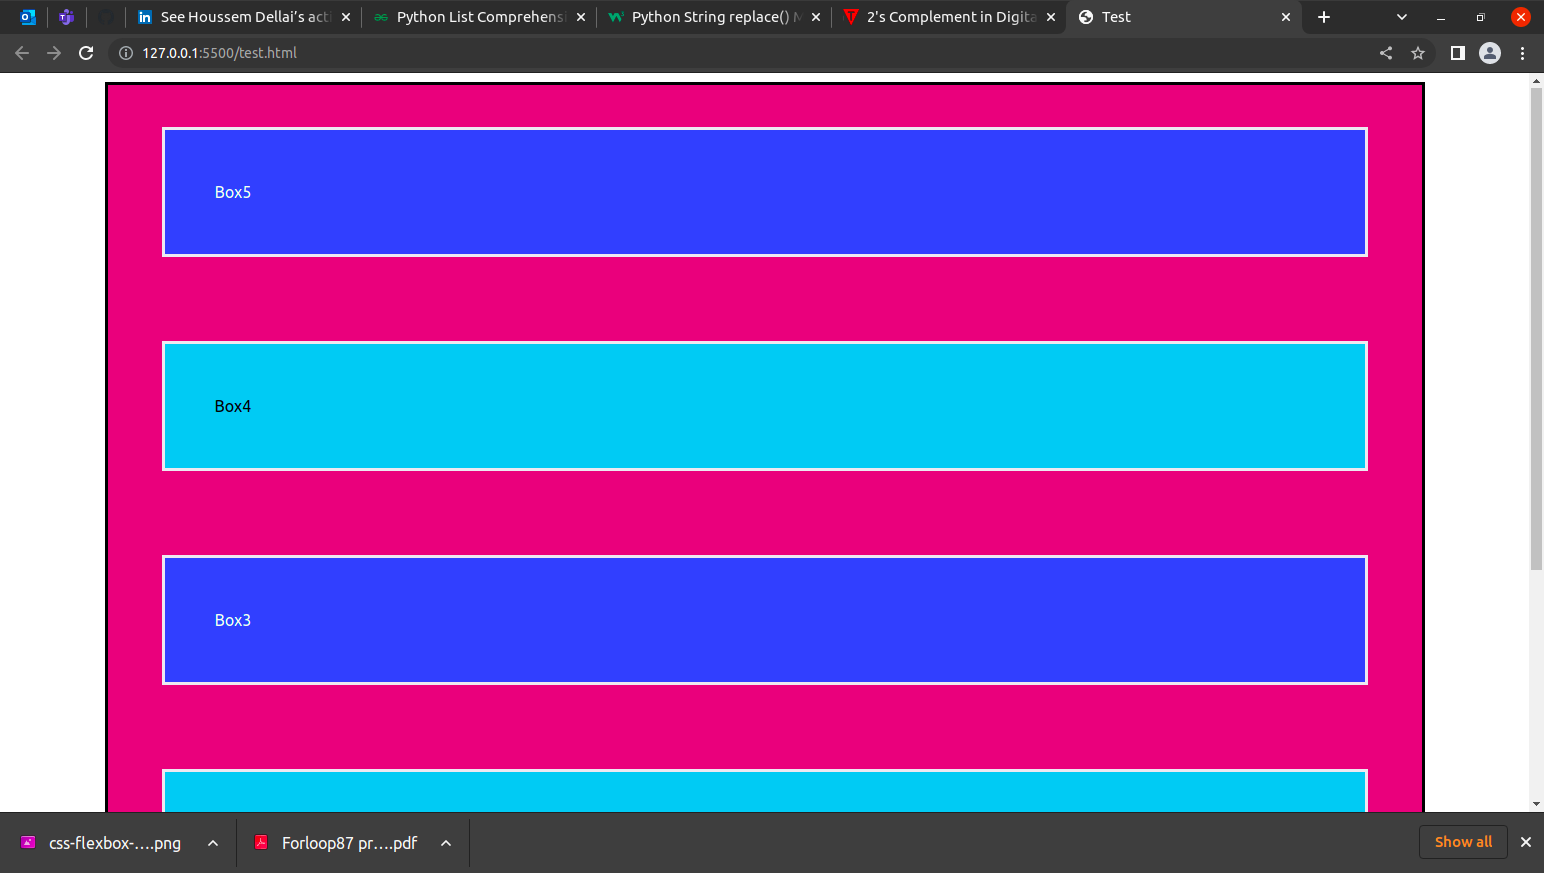 See Houssem Dellai's acti
Python List Comprehensi
Python String replace() M
2's Complement in Digita
Test
127.0.0.1:5500/test.html
Box5
Box4
Box3
css-flexbox-....png
Forloop87 pr....pdf
Show all